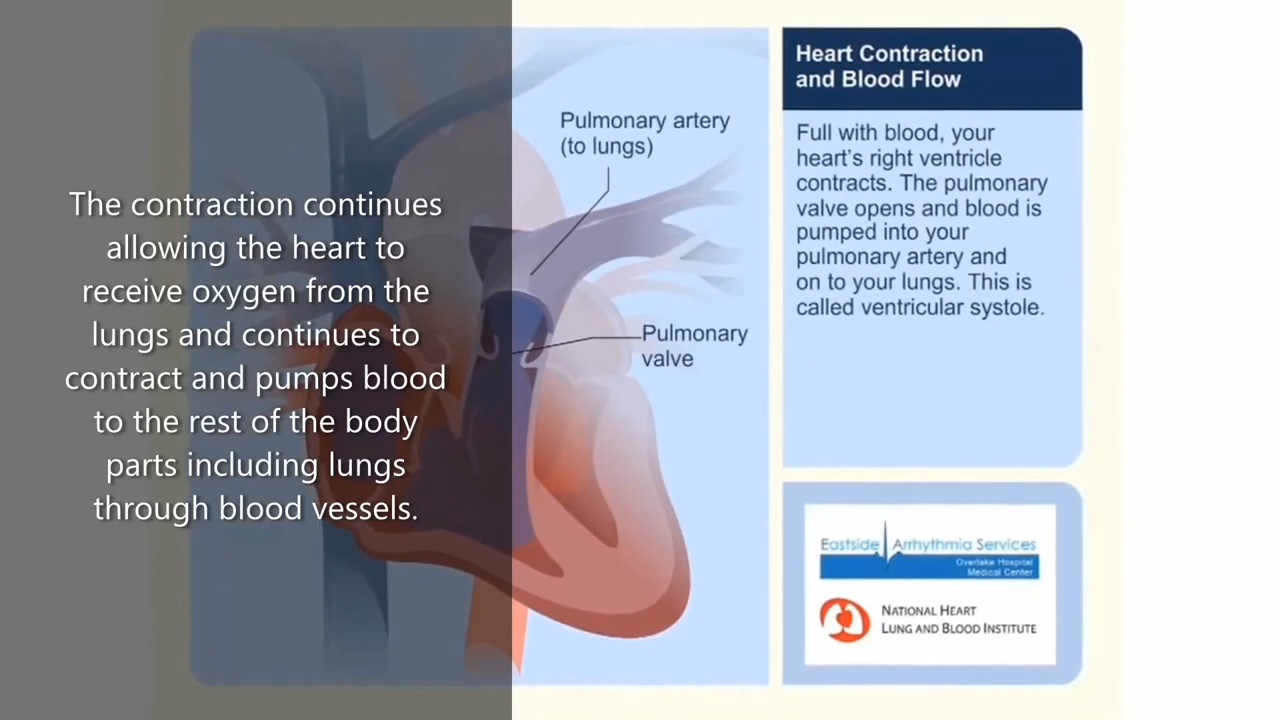 The contraction continues
allowing the heart to
receive oxygen from the
lungs and continues to
contract and pumps blood
to the rest of the body
parts including lungs
through blood vessels.
Pulmonary artery
(to lungs)
Pulmonary
valve
Heart Contraction
and Blood Flow
Full with blood, your
heart's right ventricle
contracts. The pulmonary
valve opens and blood is
pumped into your
pulmonary artery and
on to your lungs. This is
called ventricular systole.
Eastside Arrhythmia Services
Overlake Hospital
Medical Center
NATIONAL HEART
LUNG AND BLOOD INSTITUTE